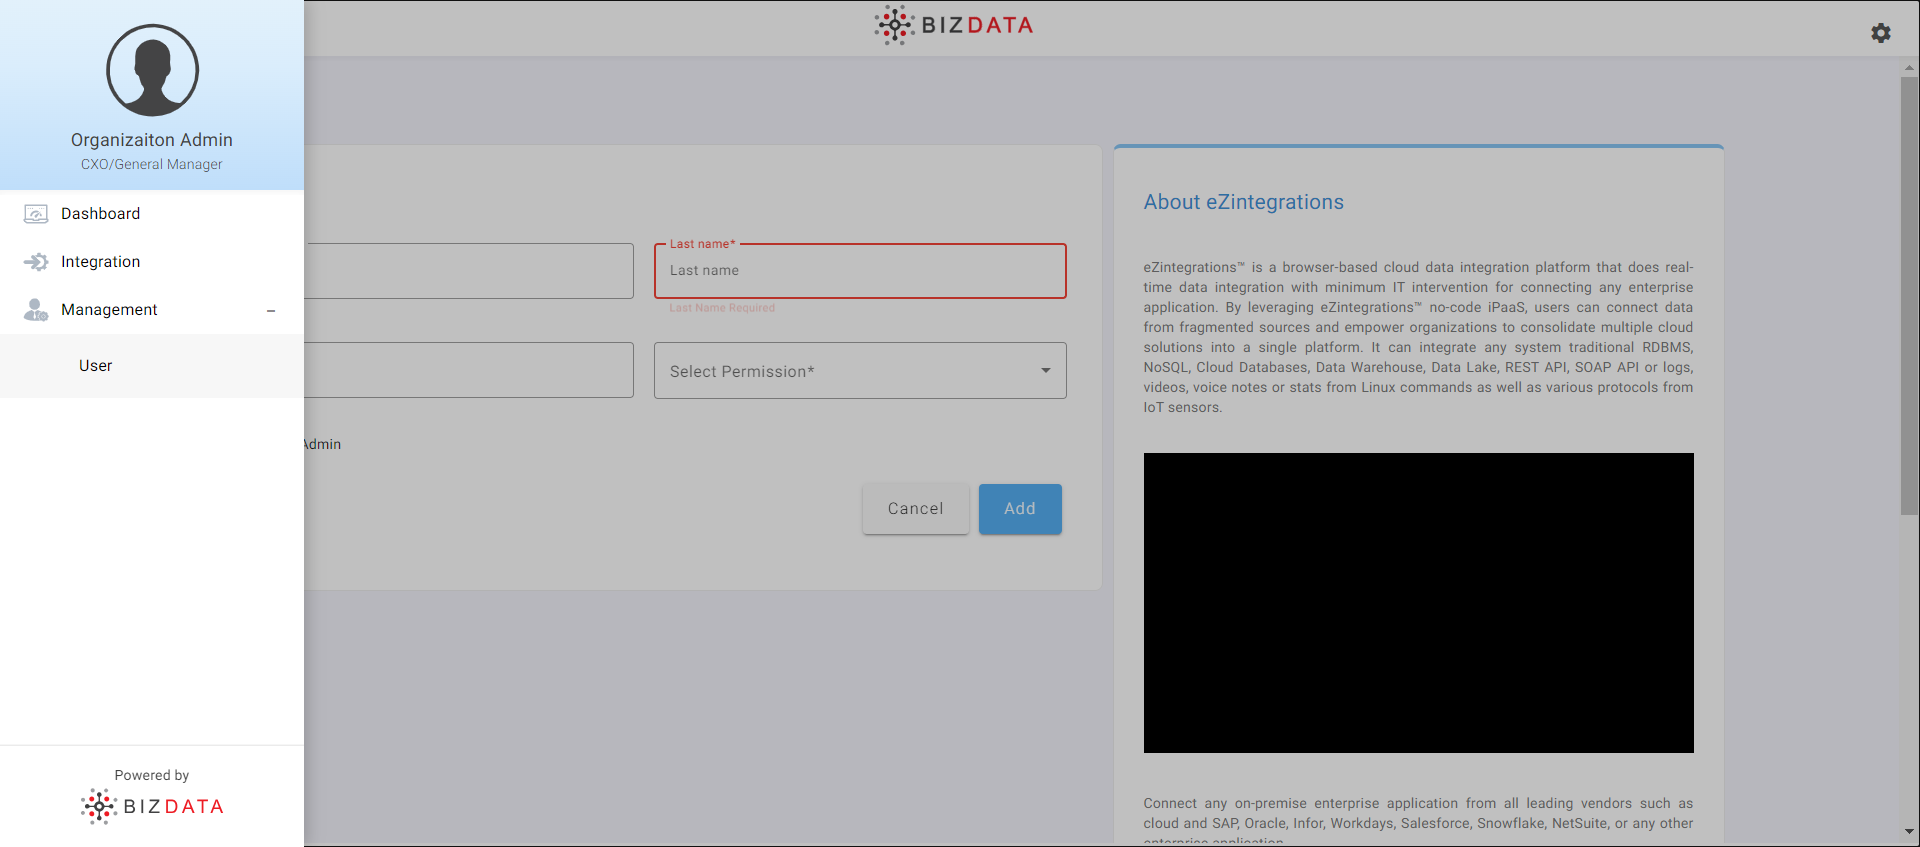 BIZDATA
Organizaiton Admin
CXO/General Manager
Dashboard
Integration
Management
User
Powered by
BIZDATA
Last name*
Last name
Last Name Required
Select Permission*
Admin
Cancel
Add
About eZintegrations
eZintegrations™ is a browser-based cloud data integration platform that does real-
time data integration with minimum IT intervention for connecting any enterprise
application. By leveraging eZintegrations™ no-code iPaaS, users can connect data
from fragmented sources and empower organizations to consolidate multiple cloud
solutions into a single platform. It can integrate any system traditional RDBMS,
NoSQL, Cloud Databases, Data Warehouse, Data Lake, REST API, SOAP API or logs,
videos, voice notes or stats from Linux commands as well as various protocols from
IoT sensors.
Connect any on-premise enterprise application from all leading vendors such as
cloud and SAP, Oracle, Infor, Workdays, Salesforce, Snowflake, NetSuite, or any other
enterprise application